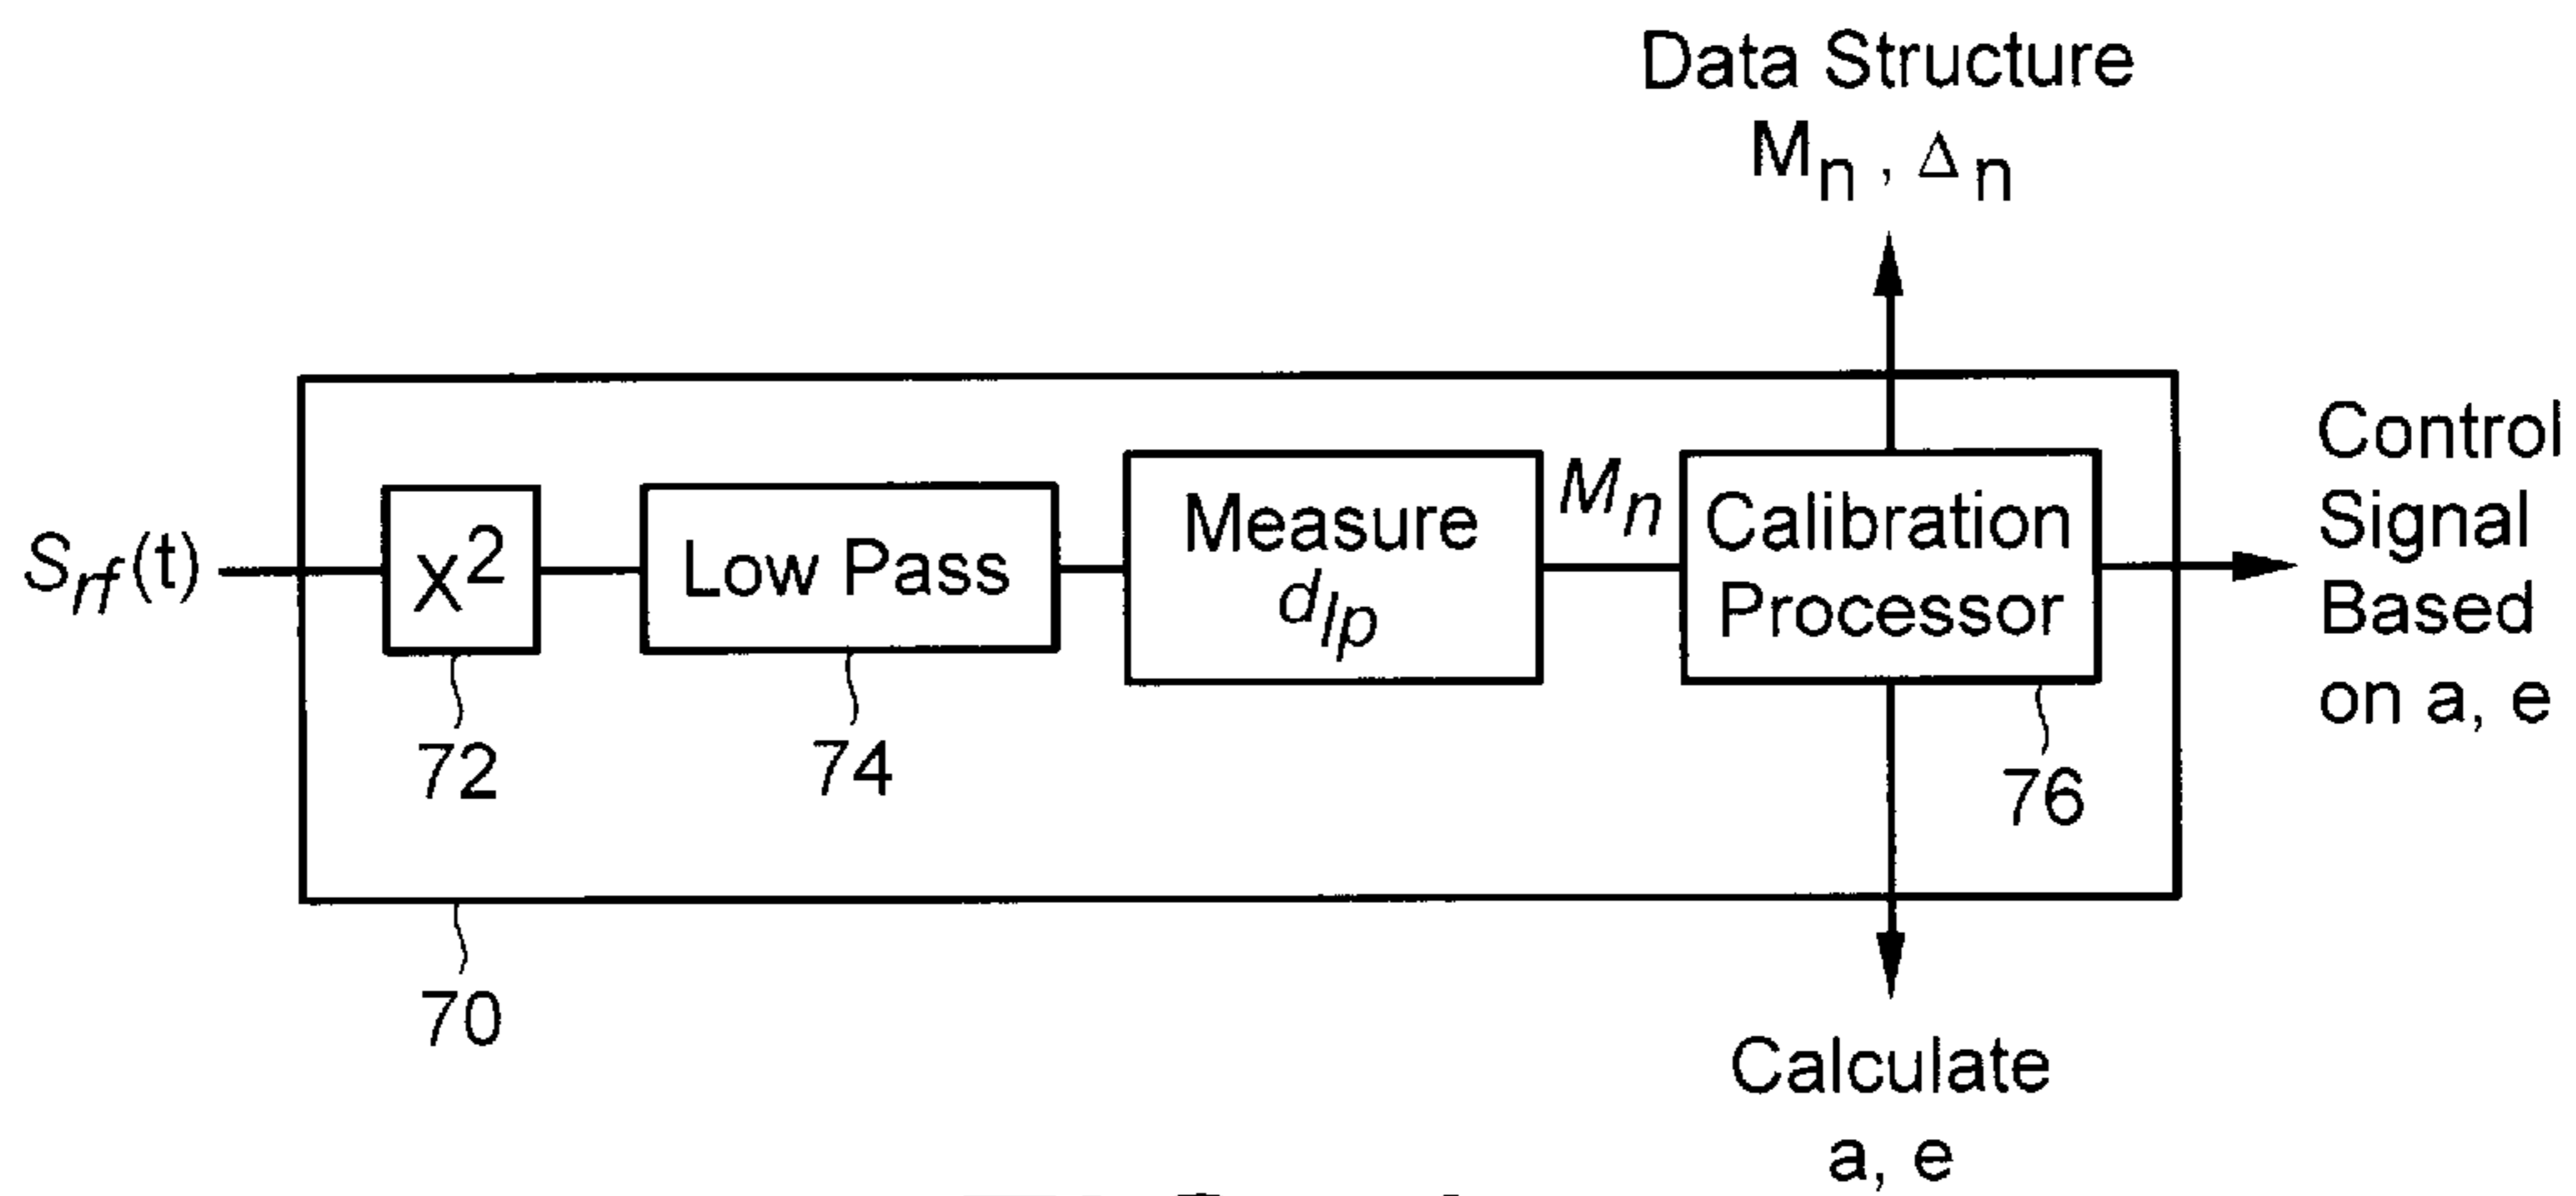 Data Structure
Mn , Δn
Srf(t)
X2
Low Pass
Measure
dlp
Mn
Calibration
Processor
Control
Signal
Based
on a, e
72
74
76
70
Calculate
a, e